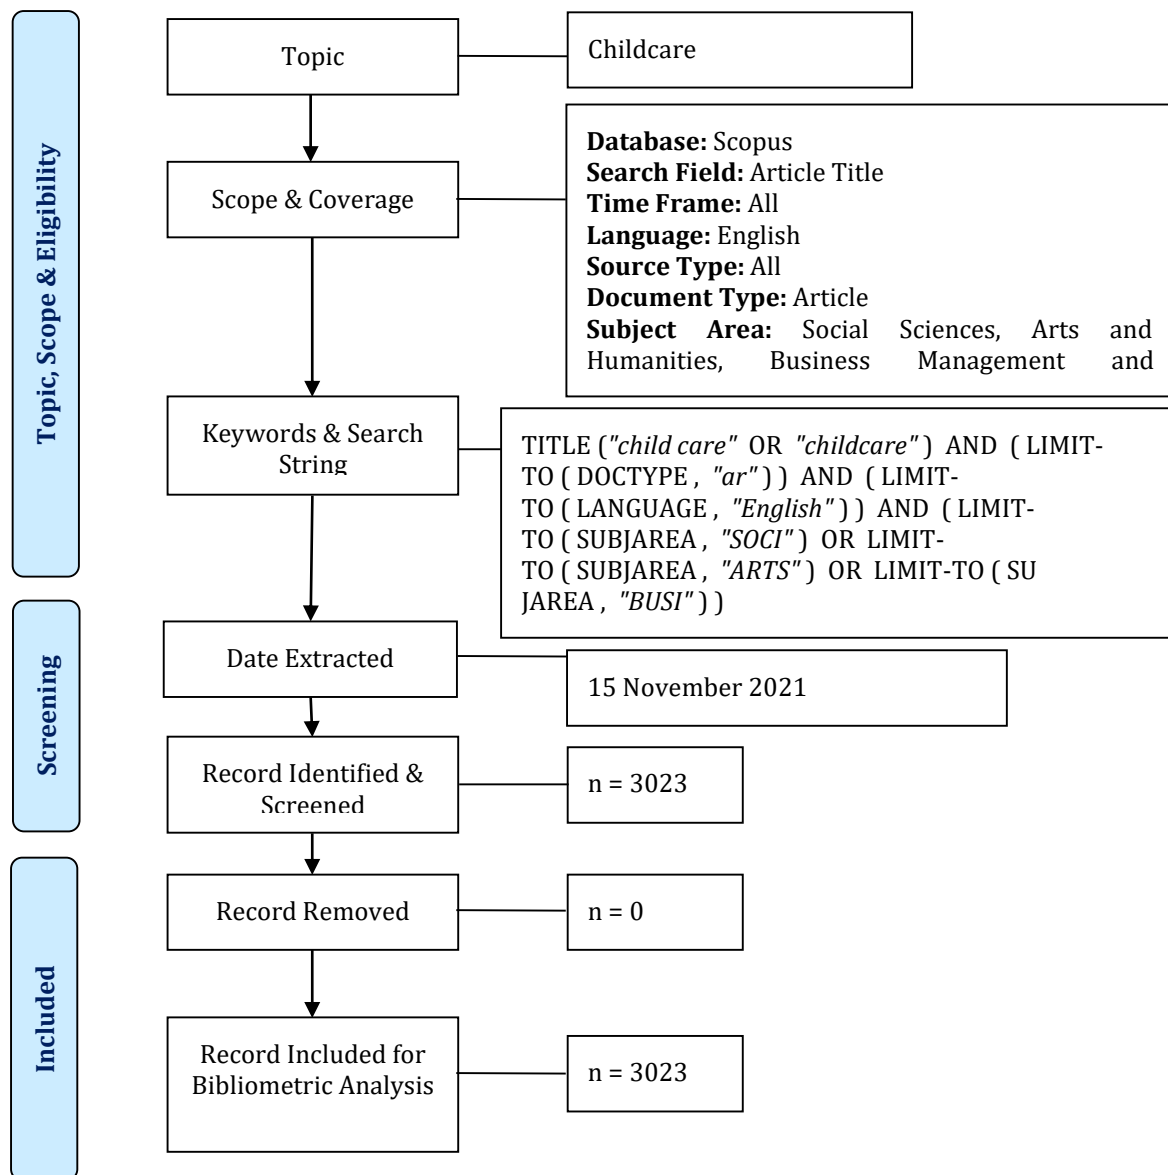 Topic, Scope & Eligibility
Topic
Childcare
Scope & Coverage
Database: Scopus
Search Field: Article Title
Time Frame: All
Language: English
Source Type: All
Document Type: Article
Subject Area: Social Sciences, Arts and
Humanities, Business Management and
Keywords & Search
String
TITLE ("child care" OR "childcare") AND ( LIMIT-
TO ( DOCTYPE , "ar") ) AND ( LIMIT-
TO ( LANGUAGE , "English") ) AND ( LIMIT-
TO ( SUBJAREA , "SOCI") OR LIMIT-
TO ( SUBJAREA , "ARTS") OR LIMIT-TO ( SU
JAREA , "BUSI") )
Screening
Date Extracted
15 November 2021
Record Identified &
Screened
n = 3023
Included
Record Removed
n = 0
Record Included for
Bibliometric Analysis
n = 3023